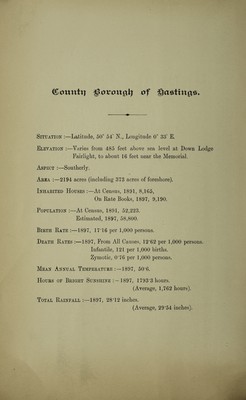 County Borough of Hastings.
SITUATION :—Latitude, 50° 54' N., Longitude 0° 35' E.
ELEVATION :—Varies from 485 feet above sea level at Down Lodge
Fairlight, to about 16 feet near the Memorial.
ASPECT :—Southerly.
AREA :—2194 acres (including 272 acres of foreshore).
INHABITED HOUSES :—At Census, 1891, 8,165,
On Rate Books, 1897, 9,190.
POPULATION :—At Census, 1891, 52,223.
Estimated, 1897, 58,800.
BIRTH RATE :—1897, 17·16 per 1,000 persons.
DEATH RATES :—1897, From All Causes, 12·62 per 1,000 persons.
Infantile, 121 per 1,000 births.
Zymotic, 0·76 per 1,000 persons.
MEAN ANNUAL TEMPERATURE :—1897, 50·6.
HOURS OF BRIGHT SUNSHINE :—1897, 1793·3 hours.
(Average, 1,762 hours).
TOTAL RAINFALL :—1897, 28·12 inches.
(Average, 29·54 inches).